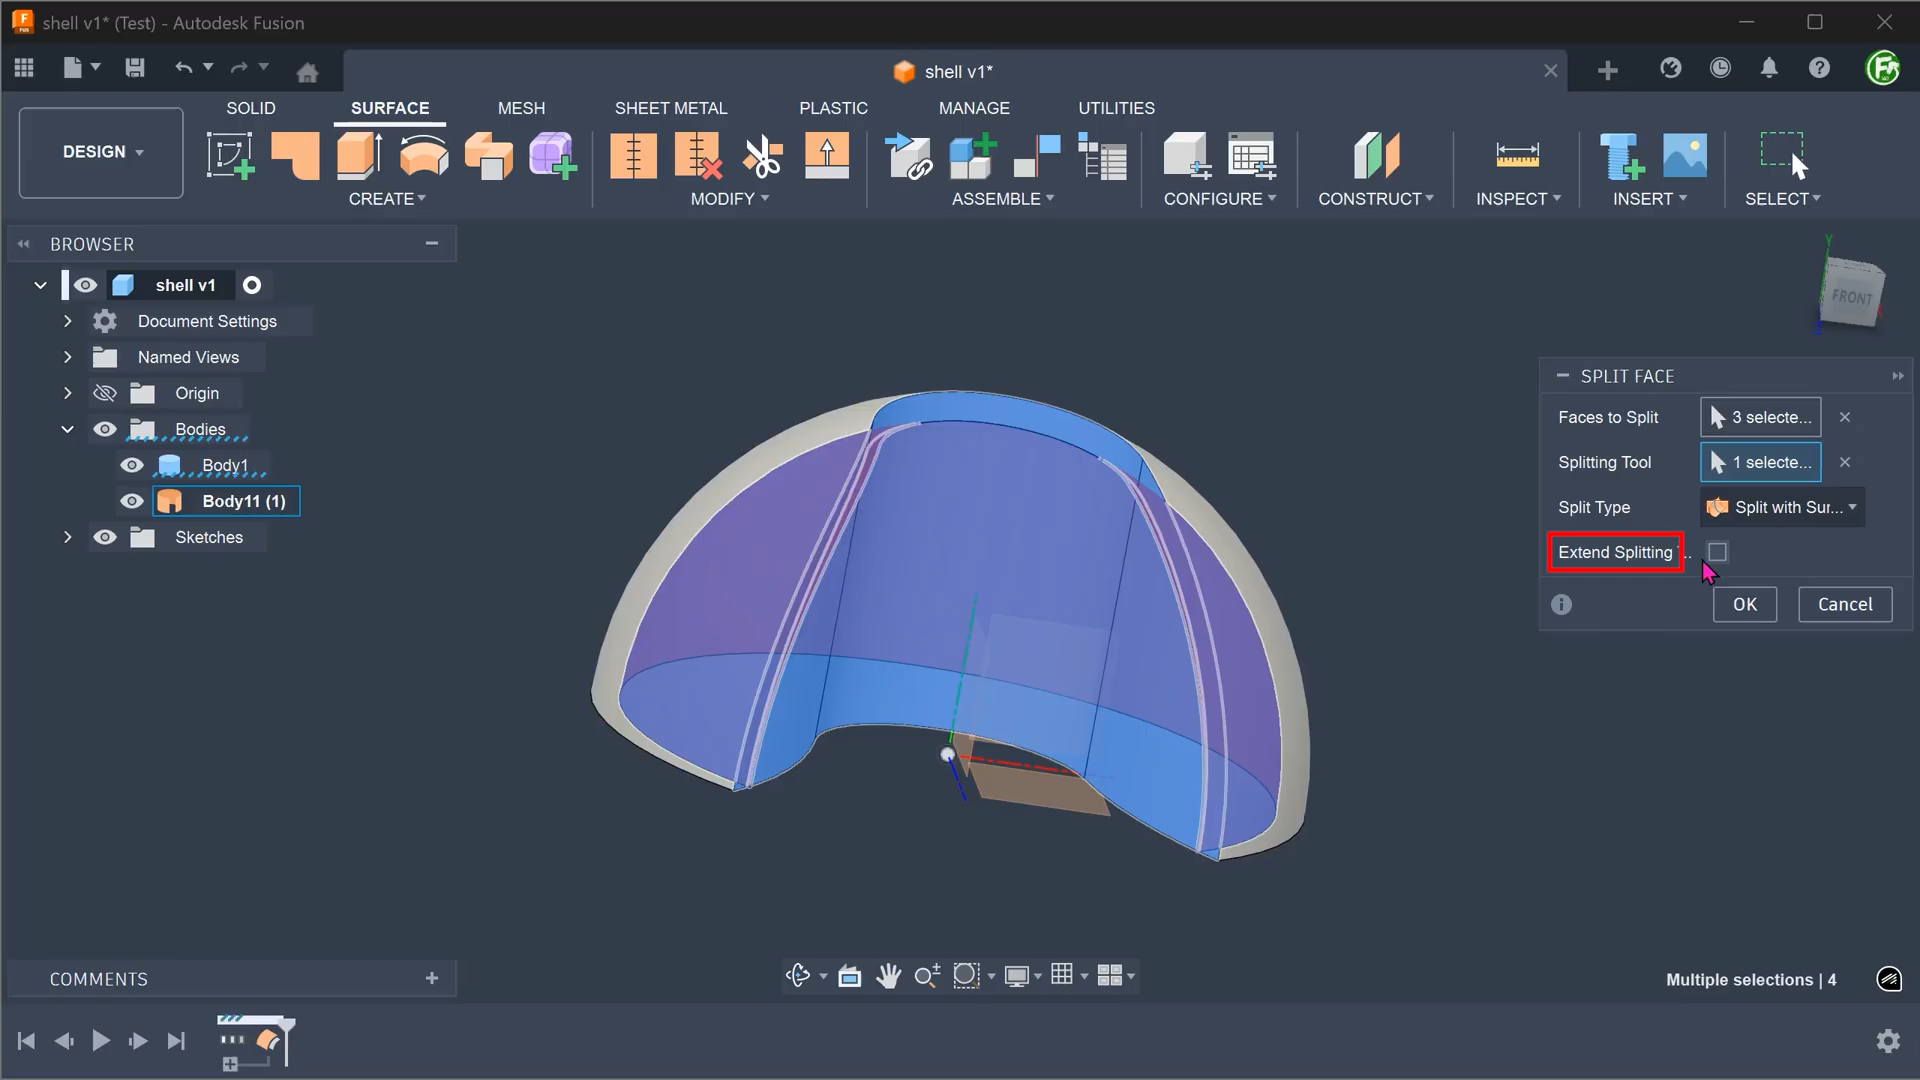 shell v1* (Test) - Autodesk Fusion
shell v1*
SOLID
SURFACE
MESH
SHEET METAL
PLASTIC
MANAGE
UTILITIES
DESIGN
CREATE
MODIFY
ASSEMBLE
CONFIGURE
CONSTRUCT
INSPECT
INSERT
SELECT
BROWSER
shell v1
Document Settings
Named Views
Origin
Bodies
Body1
Body11 (1)
Sketches
Y
FRONT
SPLIT FACE
Faces to Split
3 selecte...
Splitting Tool
1 selecte...
Split Type
Split with Sur...
Extend Splitting T...
OK
Cancel
COMMENTS
Multiple selections | 4